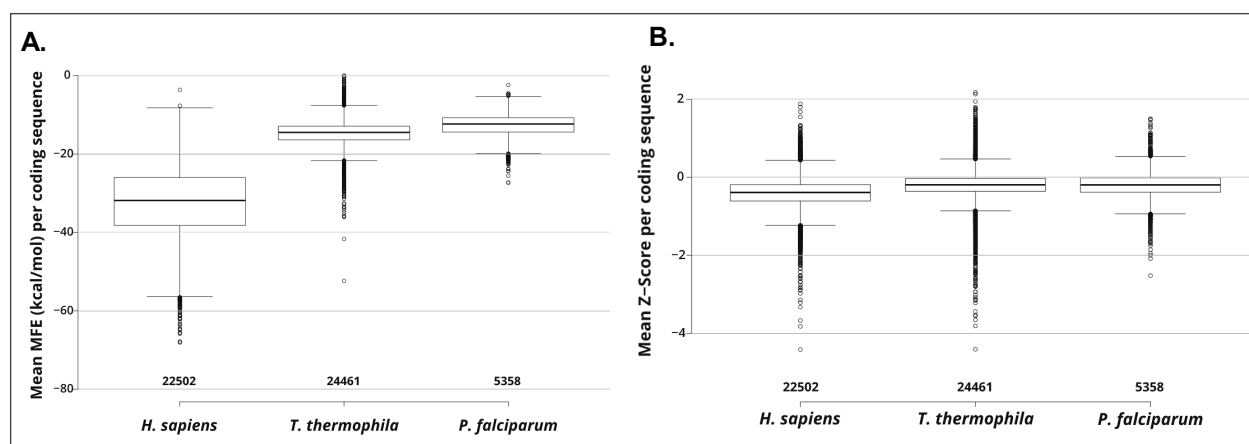 A.
Mean MFE (kcal/mol) per coding sequence
0
−20
−40
−60
−80
22502
24461
5358
H. sapiens
T. thermophila
P. falciparum
B.
Mean Z−Score per coding sequence
2
0
−2
−4
22502
24461
5358
H. sapiens
T. thermophila
P. falciparum